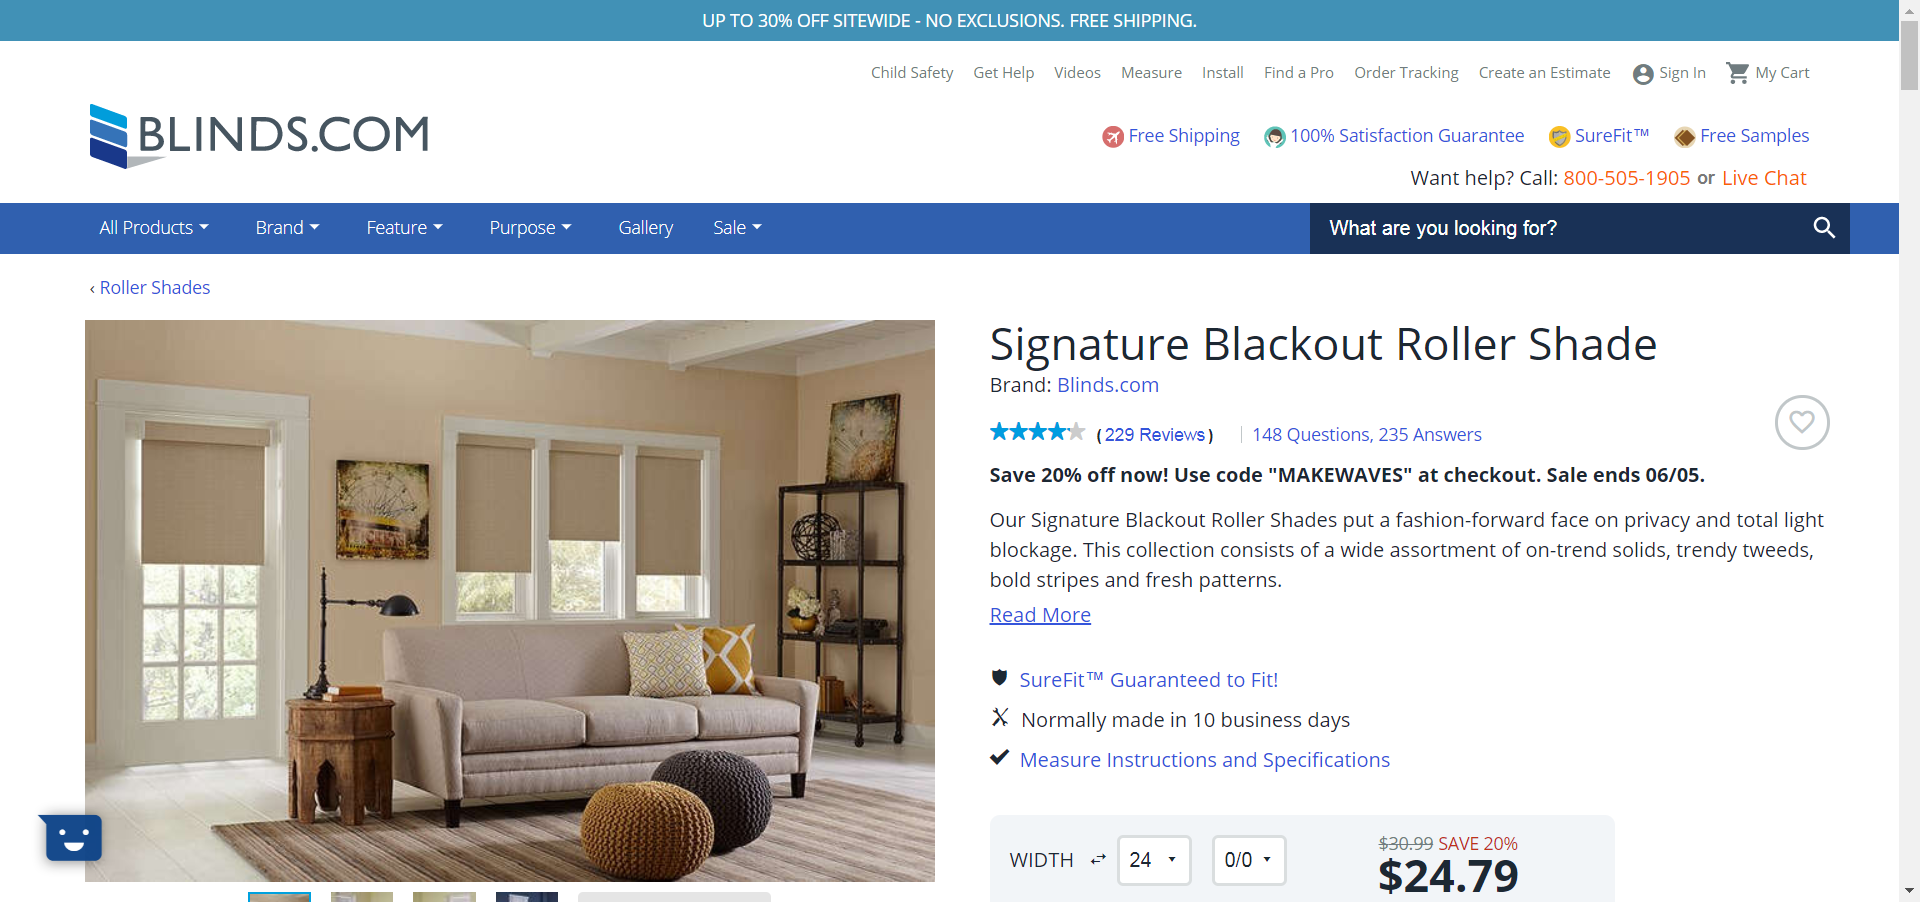 UP TO 30% OFF SITEWIDE - NO EXCLUSIONS. FREE SHIPPING.
Child Safety Get Help Videos Measure Install Find a Pro Order Tracking Create an Estimate Sign In My Cart
BLINDS.COM
Free Shipping 100% Satisfaction Guarantee SureFit™ Free Samples
Want help? Call: 800-505-1905 or Live Chat
All Products Brand Feature Purpose Gallery Sale What are you looking for?
‹ Roller Shades
Signature Blackout Roller Shade
Brand: Blinds.com
(229 Reviews) 148 Questions, 235 Answers
Save 20% off now! Use code "MAKEWAVES" at checkout. Sale ends 06/05.
Our Signature Blackout Roller Shades put a fashion-forward face on privacy and total light
blockage. This collection consists of a wide assortment of on-trend solids, trendy tweeds,
bold stripes and fresh patterns.
Read More
SureFit™ Guaranteed to Fit!
Normally made in 10 business days
Measure Instructions and Specifications
WIDTH 24 0/0
$30.99 SAVE 20%
$24.79